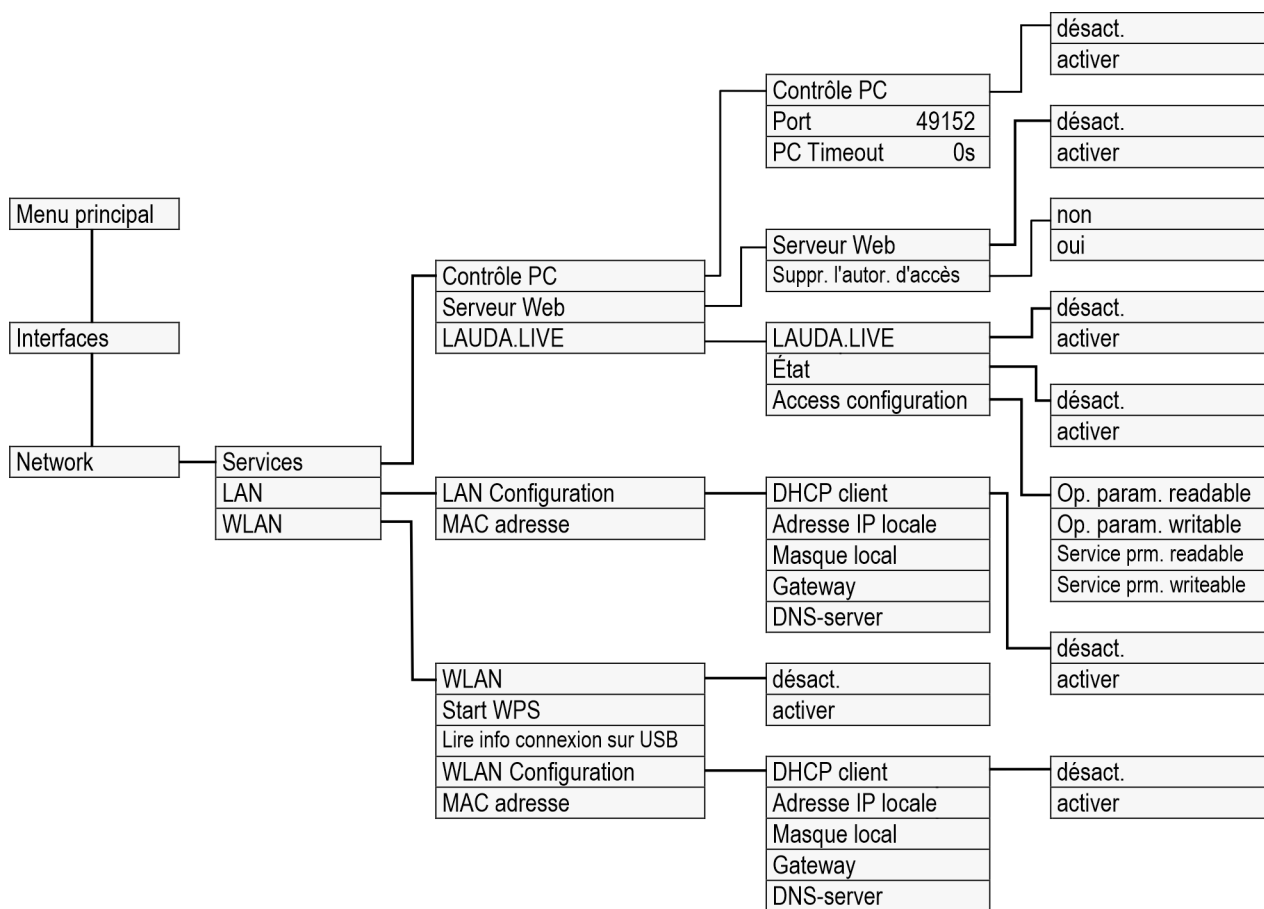 Menu principal
Interfaces
Network
Services
LAN
WLAN
Contrôle PC
Serveur Web
LAUDA.LIVE
LAN Configuration
MAC adresse
WLAN
Start WPS
Lire info connexion sur USB
WLAN Configuration
MAC adresse
Contrôle PC
Port 49152
PC Timeout 0s
Serveur Web
Suppr. l'autor. d'accès
LAUDA.LIVE
État
Access configuration
DHCP client
Adresse IP locale
Masque local
Gateway
DNS-server
désact.
activer
DHCP client
Adresse IP locale
Masque local
Gateway
DNS-server
désact.
activer
désact.
activer
non
oui
désact.
activer
désact.
activer
Op. param. readable
Op. param. writable
Service prm. readable
Service prm. writeable
désact.
activer
désact.
activer